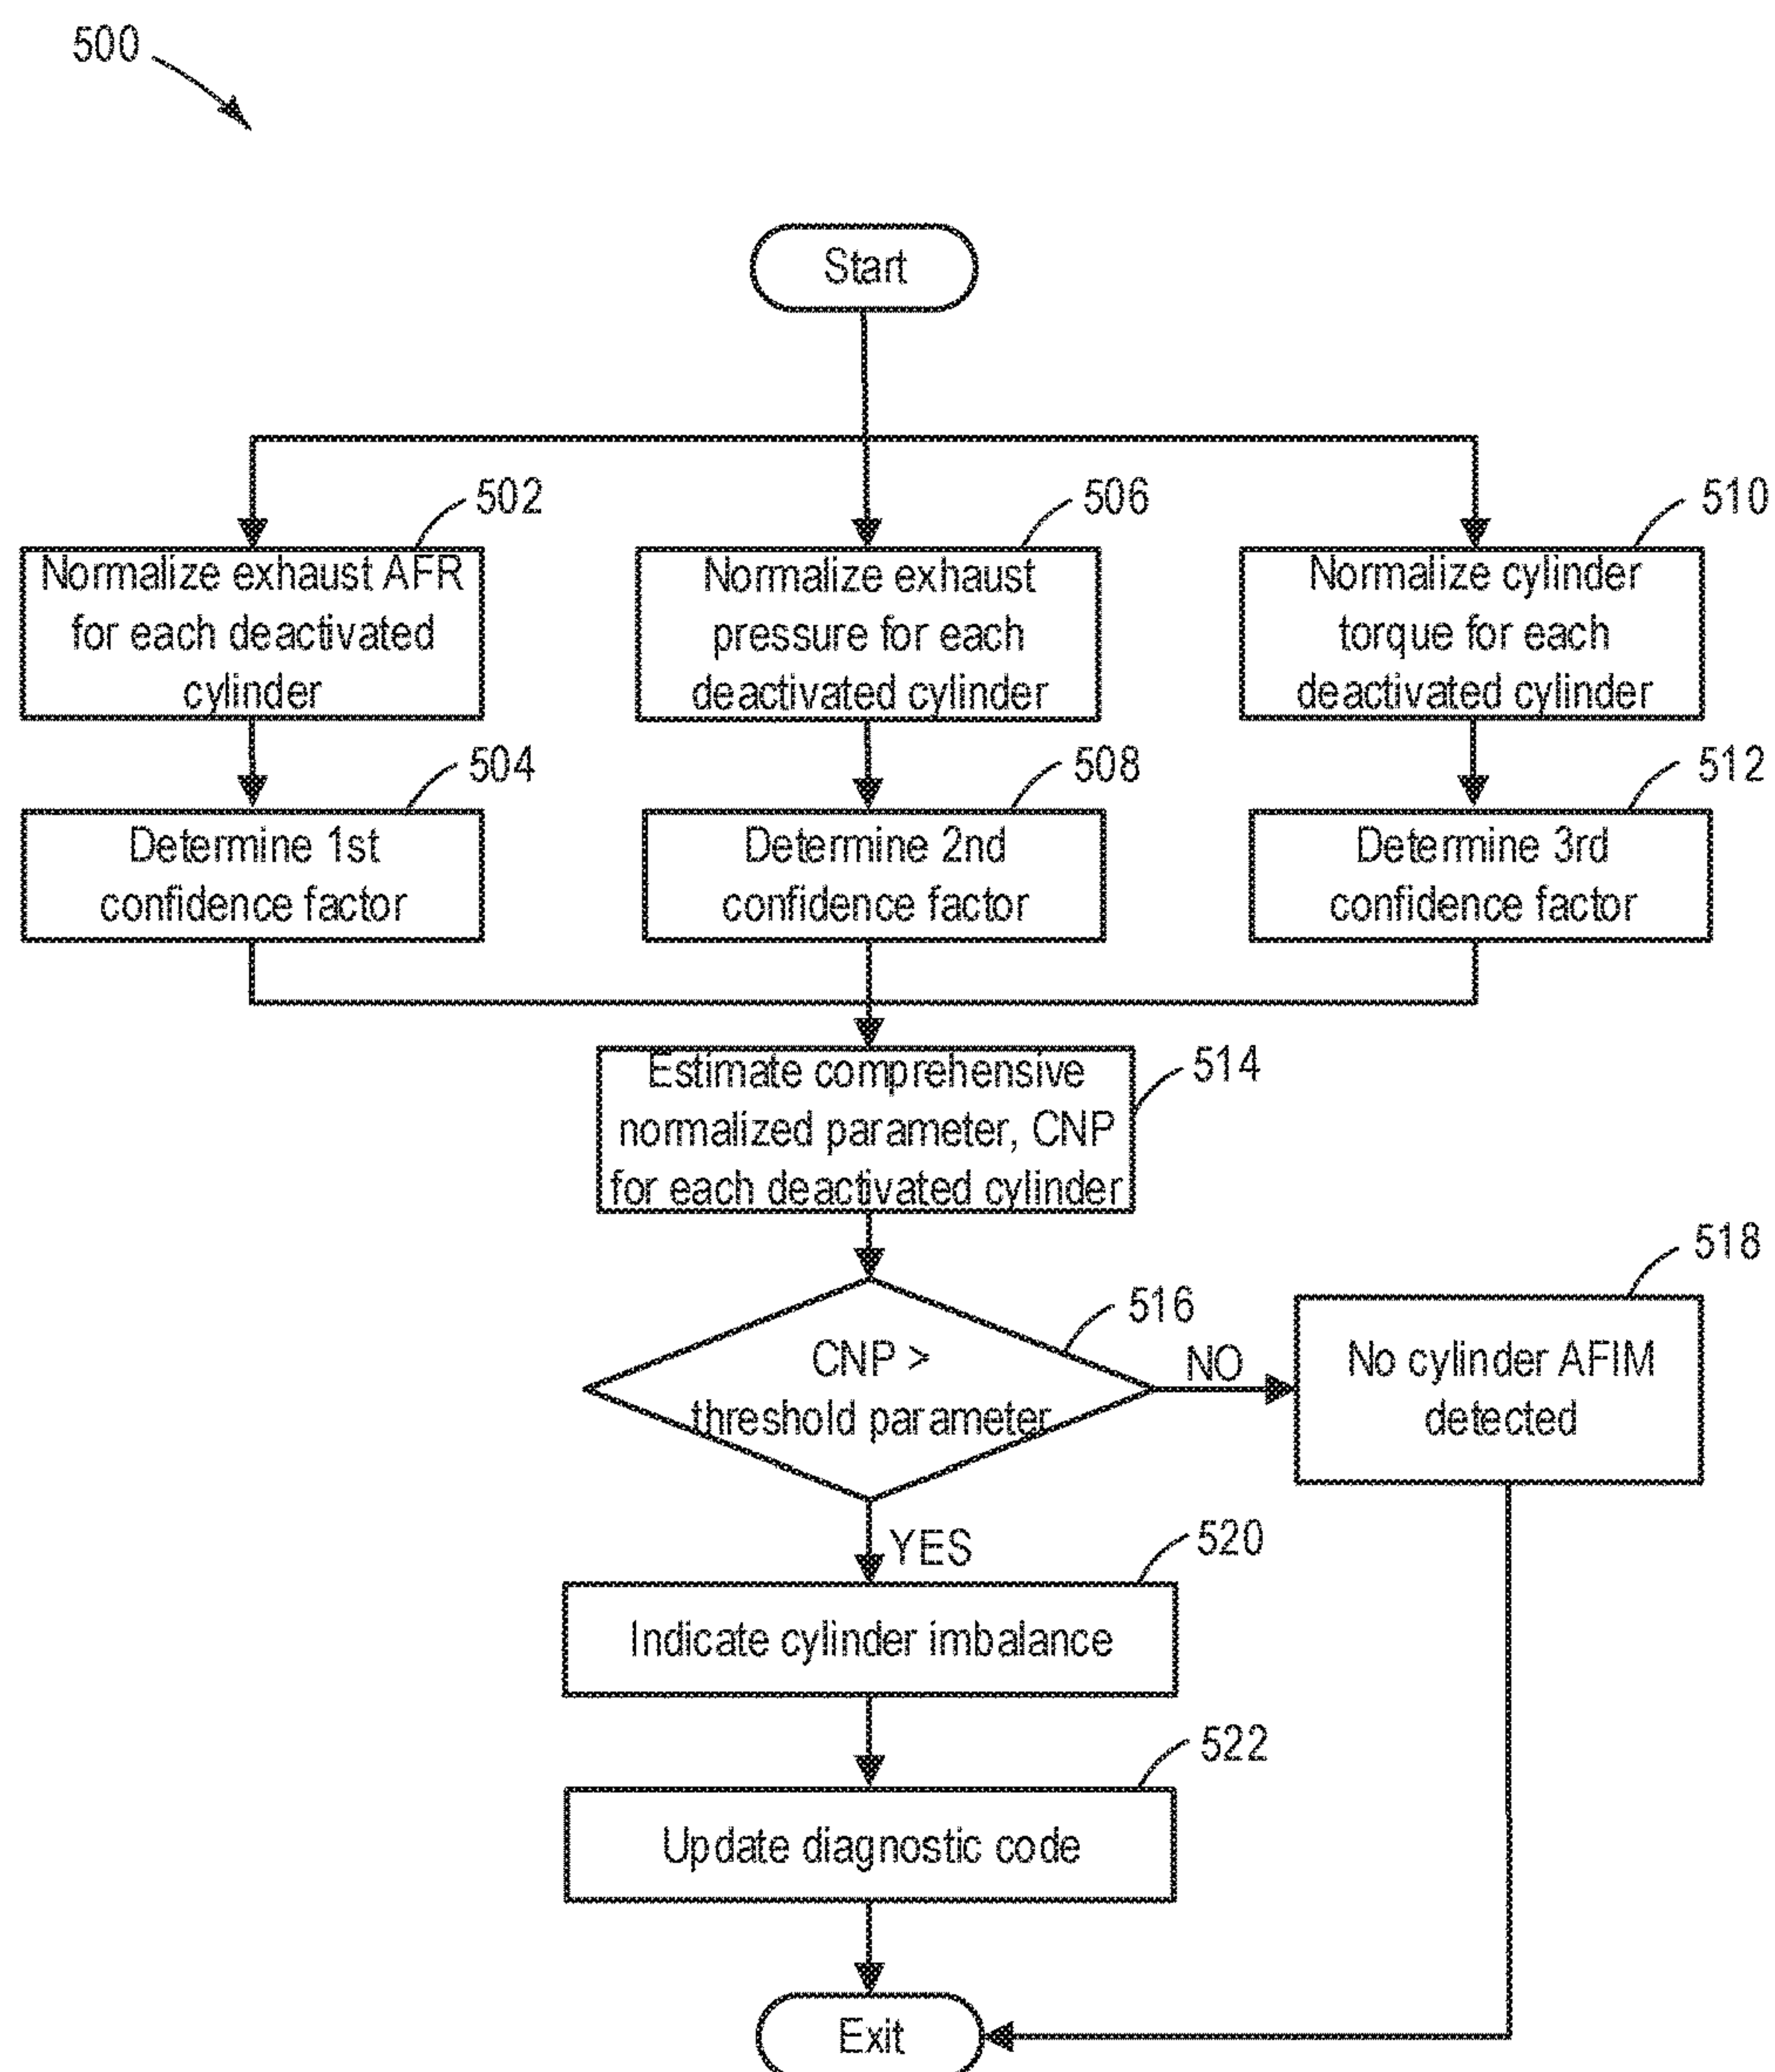 500
Start
502
506
510
Normalize exhaust AFR
for each deactivated
cylinder
Normalize exhaust
pressure for each
deactivated cylinder
Normalize cylinder
torque for each
deactivated cylinder
504
508
512
Determine 1st
confidence factor
Determine 2nd
confidence factor
Determine 3rd
confidence factor
514
Estimate comprehensive
normalized parameter, CNP
for each deactivated cylinder
516
518
CNP >
threshold parameter
NO
No cylinder AFIM
detected
YES
520
Indicate cylinder imbalance
522
Update diagnostic code
Exit